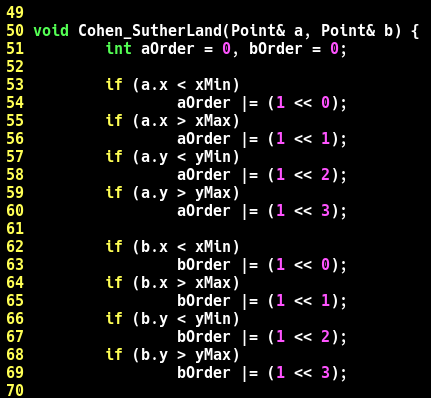 49
50 void Cohen_SutherLand(Point& a, Point& b) {
51         int aOrder = 0, bOrder = 0;
52
53         if (a.x < xMin)
54                 aOrder |= (1 << 0);
55         if (a.x > xMax)
56                 aOrder |= (1 << 1);
57         if (a.y < yMin)
58                 aOrder |= (1 << 2);
59         if (a.y > yMax)
60                 aOrder |= (1 << 3);
61
62         if (b.x < xMin)
63                 bOrder |= (1 << 0);
64         if (b.x > xMax)
65                 bOrder |= (1 << 1);
66         if (b.y < yMin)
67                 bOrder |= (1 << 2);
68         if (b.y > yMax)
69                 bOrder |= (1 << 3);
70